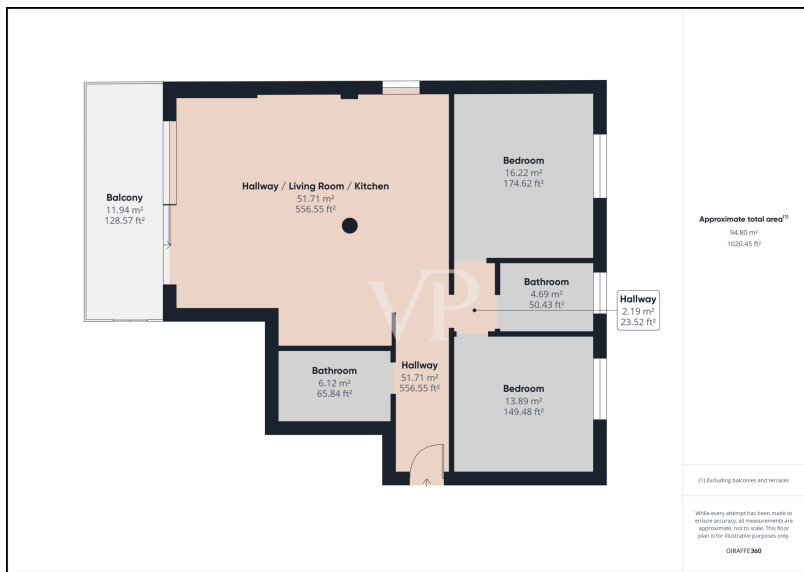 Hallway / Living Room / Kitchen
51.71 m²
556.55 ft²
Bedroom
16.22 m²
174.62 ft²
Balcony
11.94 m²
128.57 ft²
Bathroom
4.69 m²
50.43 ft²
Hallway
2.19 m²
23.52 ft²
VP
Bathroom
6.12 m²
65.84 ft²
Hallway
51.71 m²
556.55 ft²
Bedroom
13.89 m²
149.48 ft²
Approximate total area⁽¹⁾
94.80 m²
1020.45 ft²
(1) Excluding balconies and terraces
While every attempt has been made to
ensure accuracy, all measurements are
approximate, not to scale. This floor
plan is for illustrative purposes only.
GIRAFFE360